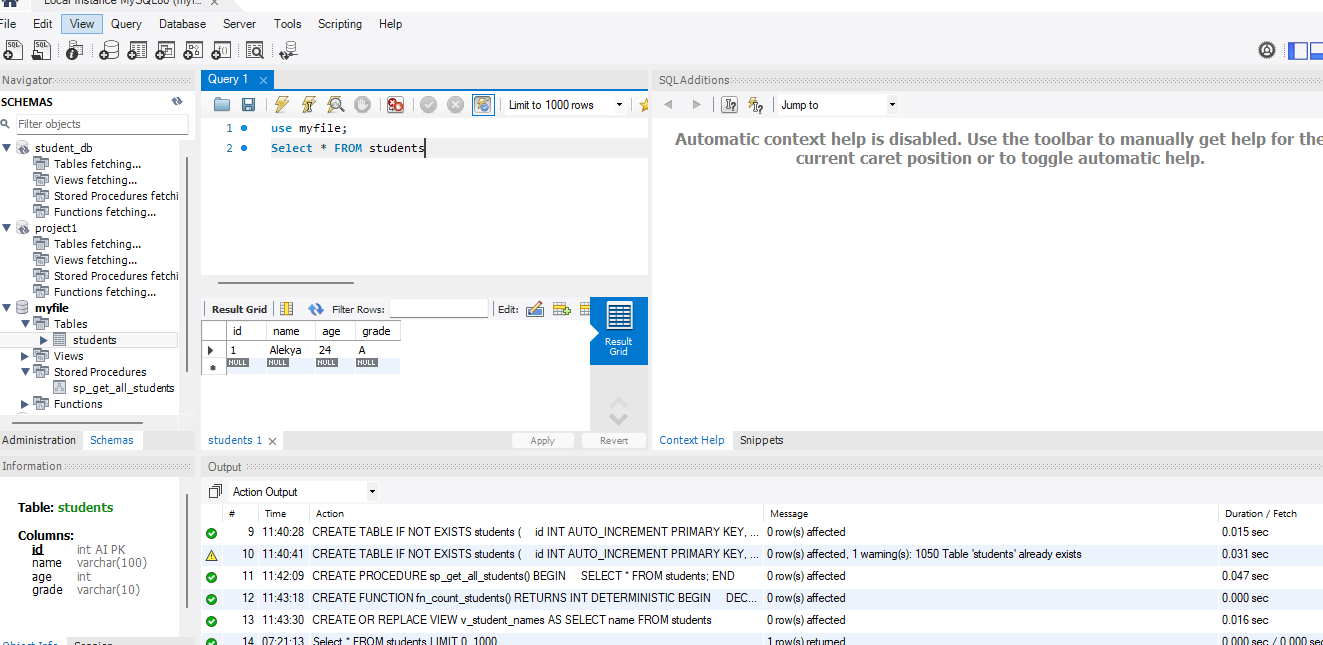 Local instance MySQL80 (myf...
File Edit View Query Database Server Tools Scripting Help
Navigator
SCHEMAS
Filter objects
student_db
Tables fetching...
Views fetching...
Stored Procedures fetchi
Functions fetching...
project1
Tables fetching...
Views fetching...
Stored Procedures fetchi
Functions fetching...
myfile
Tables
students
Views
Stored Procedures
sp_get_all_students
Functions
Administration Schemas
Information
Table: students
Columns:
id int AI PK
name varchar(100)
age int
grade varchar(10)
Object Info Session
Query 1
Limit to 1000 rows
1 use myfile;
2 Select * FROM students
Result Grid Filter Rows: Edit:
id name age grade
1 Alekya 24 A
NULL NULL NULL NULL
Result
Grid
students 1 Apply Revert
SQLAdditions
Jump to
Automatic context help is disabled. Use the toolbar to manually get help for the
current caret position or to toggle automatic help.
Context Help Snippets
Output
Action Output
# Time Action Message Duration / Fetch
9 11:40:28 CREATE TABLE IF NOT EXISTS students ( id INT AUTO_INCREMENT PRIMARY KEY, ... 0 row(s) affected 0.015 sec
10 11:40:41 CREATE TABLE IF NOT EXISTS students ( id INT AUTO_INCREMENT PRIMARY KEY, ... 0 row(s) affected, 1 warning(s): 1050 Table 'students' already exists 0.031 sec
11 11:42:09 CREATE PROCEDURE sp_get_all_students() BEGIN SELECT * FROM students; END 0 row(s) affected 0.047 sec
12 11:43:18 CREATE FUNCTION fn_count_students() RETURNS INT DETERMINISTIC BEGIN DEC... 0 row(s) affected 0.000 sec
13 11:43:30 CREATE OR REPLACE VIEW v_student_names AS SELECT name FROM students 0 row(s) affected 0.016 sec
14 07:21:13 Select * FROM students LIMIT 0, 1000 1 row(s) returned 0.000 sec / 0.000 sec